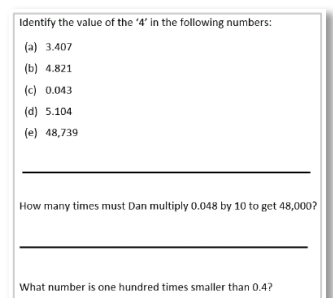 Identify the value of the ‘4’ in the following numbers:
(a) 3.407
(b) 4.821
(c) 0.043
(d) 5.104
(e) 48,739
How many times must Dan multiply 0.048 by 10 to get 48,000?
What number is one hundred times smaller than 0.4?